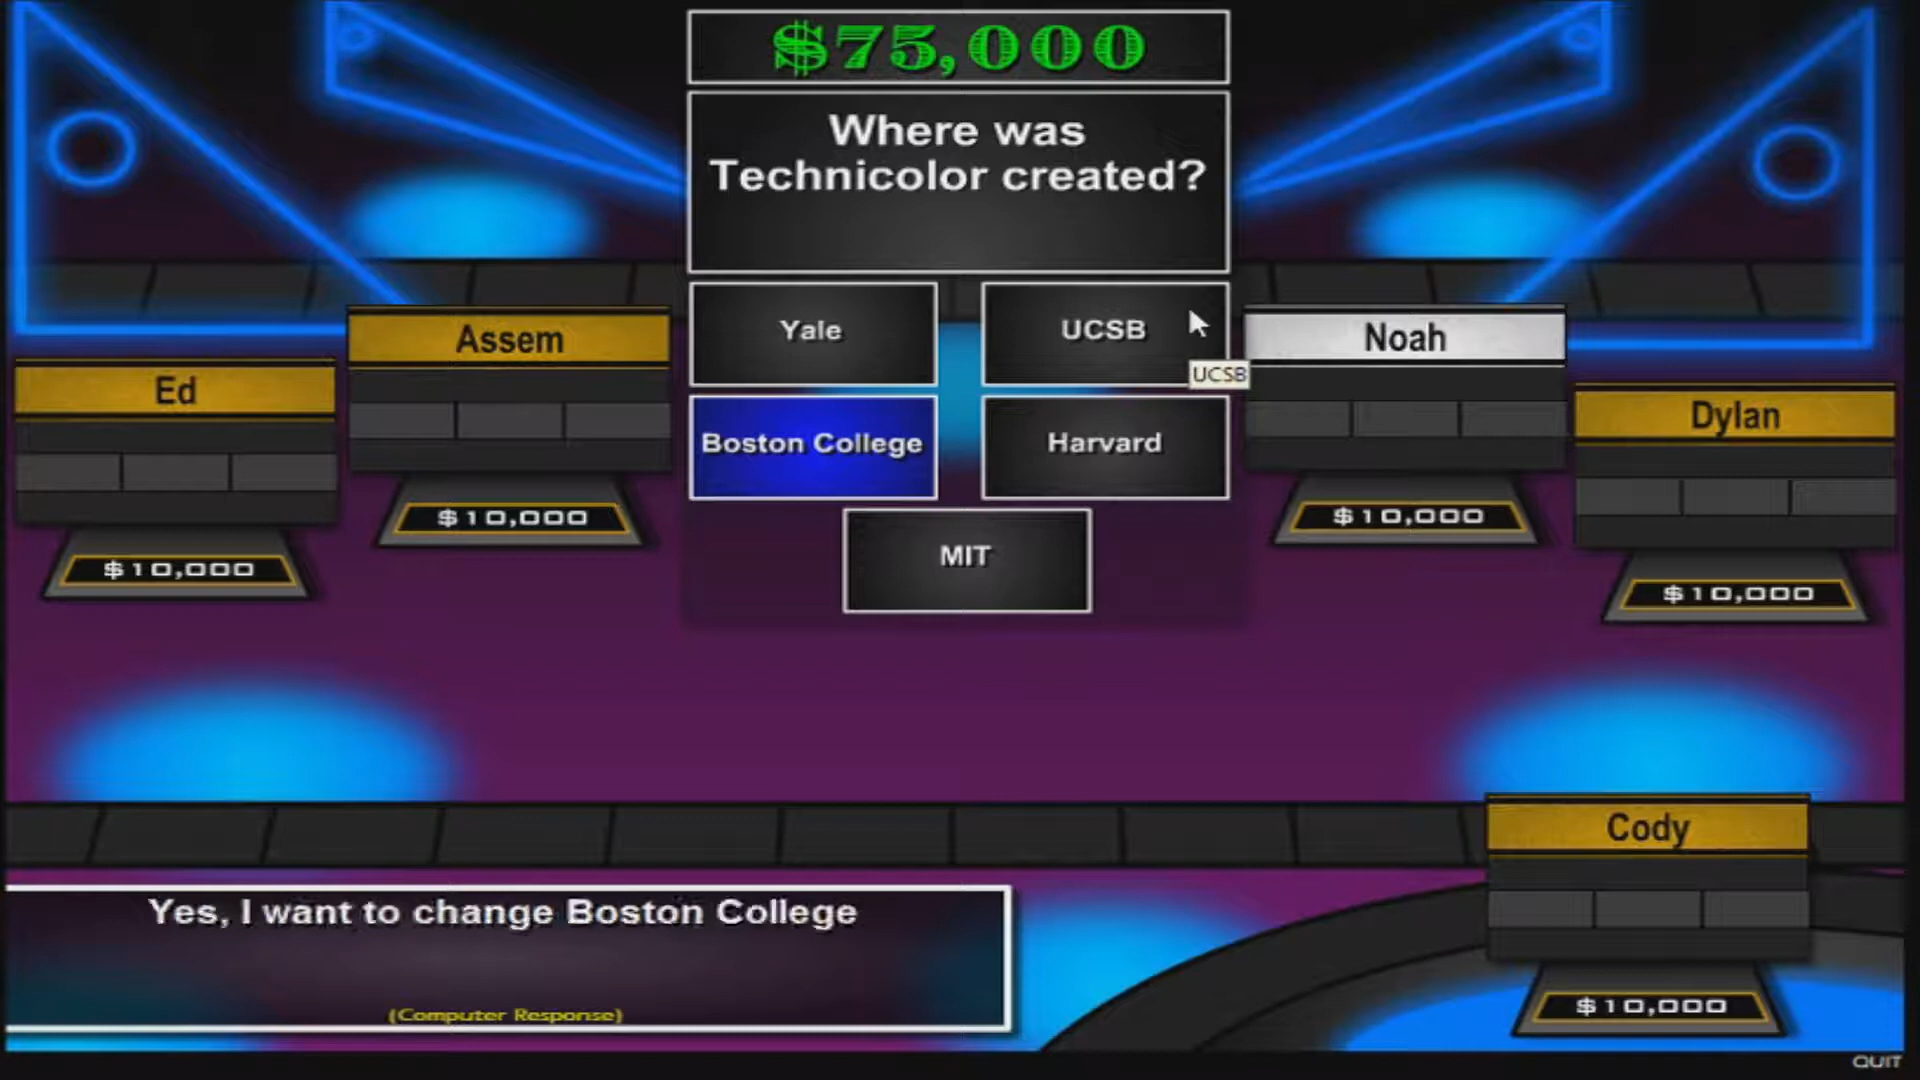 $75,000
Where was
Technicolor created?
Yale
UCSB
UCSB
Boston College
Harvard
MIT
Ed
$10,000
Assem
$10,000
Noah
$10,000
Dylan
$10,000
Cody
$10,000
Yes, I want to change Boston College
(Computer Response)
QUIT